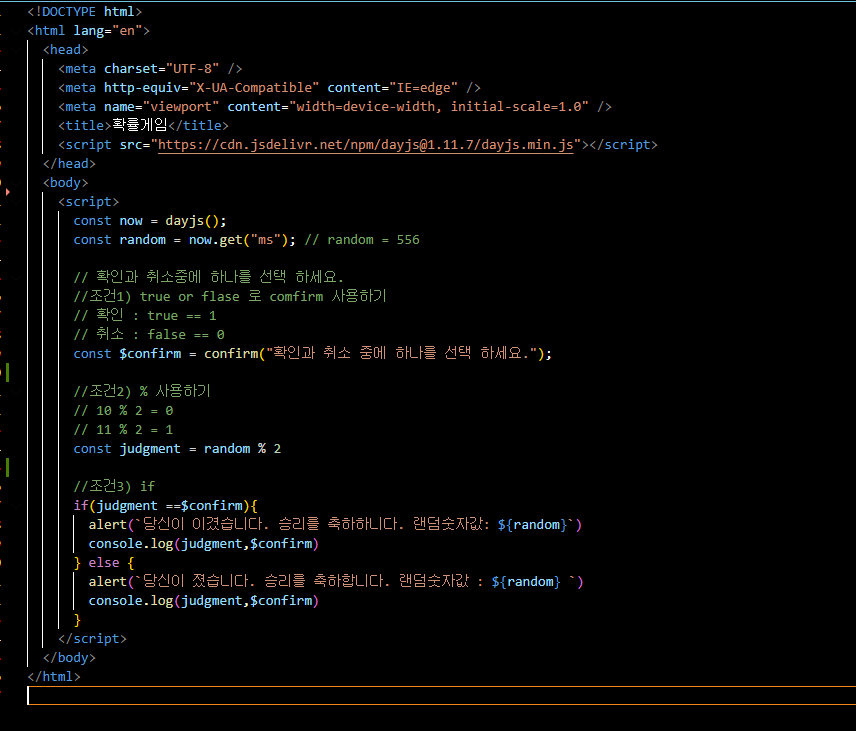 <!DOCTYPE html>
<html lang="en">
<head>
<meta charset="UTF-8" />
<meta http-equiv="X-UA-Compatible" content="IE=edge" />
<meta name="viewport" content="width=device-width, initial-scale=1.0" />
<title>확률게임</title>
<script src="https://cdn.jsdelivr.net/npm/dayjs@1.11.7/dayjs.min.js"></script>
</head>
<body>
<script>
const now = dayjs();
const random = now.get("ms"); // random = 556
// 확인과 취소중에 하나를 선택 하세요.
//조건1) true or flase 로 comfirm 사용하기
// 확인 : true == 1
// 취소 : false == 0
const $confirm = confirm("확인과 취소 중에 하나를 선택 하세요.");
//조건2) % 사용하기
// 10 % 2 = 0
// 11 % 2 = 1
const judgment = random % 2
//조건3) if
if(judgment ==$confirm){
alert(`당신이 이겼습니다. 승리를 축하하니다. 랜덤숫자값: ${random}`)
console.log(judgment,$confirm)
} else {
alert(`당신이 졌습니다. 승리를 축하합니다. 랜덤숫자값 : ${random} `)
console.log(judgment,$confirm)
}
</script>
</body>
</html>